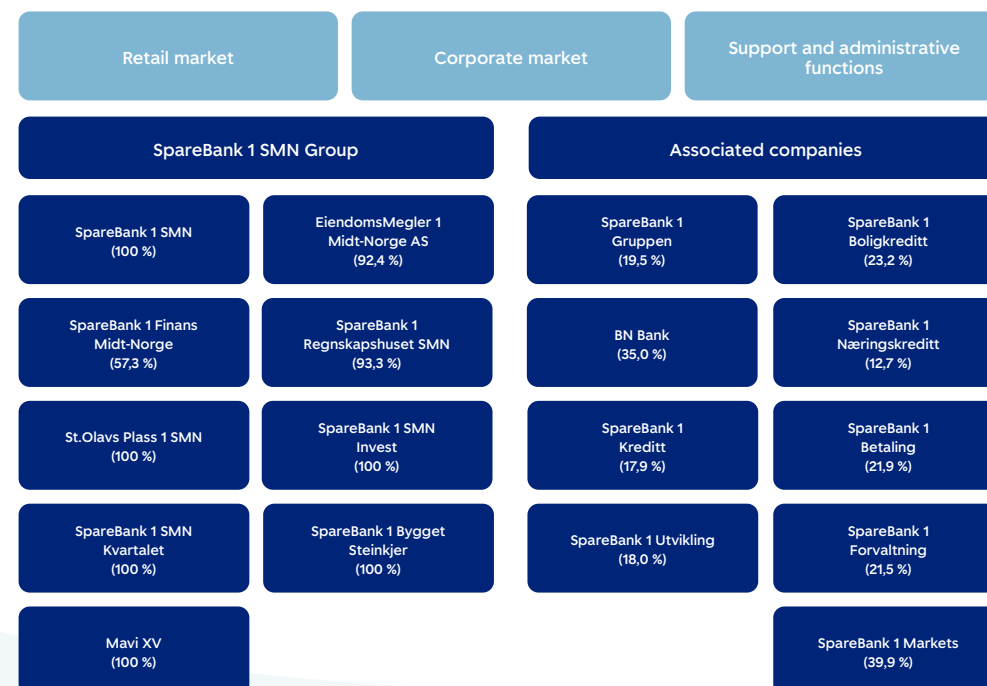 Retail market
Corporate market
Support and administrative
functions
SpareBank 1 SMN Group
Associated companies
SpareBank 1 SMN
(100 %)
EiendomsMegler 1
Midt-Norge AS
(92,4 %)
SpareBank 1
Gruppen
(19,5 %)
SpareBank 1
Boligkreditt
(23,2 %)
SpareBank 1 Finans
Midt-Norge
(57,3 %)
SpareBank 1
Regnskapshuset SMN
(93,3 %)
BN Bank
(35,0 %)
SpareBank 1
Næringskreditt
(12,7 %)
St.Olavs Plass 1 SMN
(100 %)
SpareBank 1 SMN
Invest
(100 %)
SpareBank 1
Kreditt
(17,9 %)
SpareBank 1
Betaling
(21,9 %)
SpareBank 1 SMN
Kvartalet
(100 %)
SpareBank 1 Bygget
Steinkjer
(100 %)
SpareBank 1 Utvikling
(18,0 %)
SpareBank 1
Forvaltning
(21,5 %)
Mavi XV
(100 %)
SpareBank 1 Markets
(39,9 %)